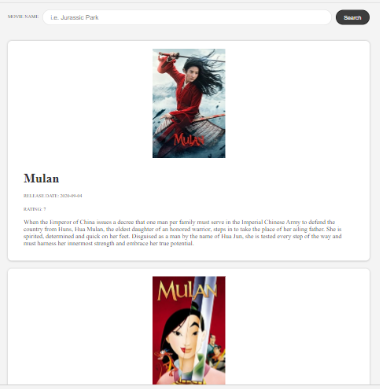 MOVIE NAME
i.e. Jurassic Park
Search
MULAN
Mulan
RELEASE DATE: 2020-09-04
RATING: 7
When the Emperor of China issues a decree that one man per family must serve in the Imperial Chinese Army to defend the
country from Huns, Hua Mulan, the eldest daughter of an honored warrior, steps in to take the place of her ailing father. She is
spirited, determined and quick on her feet. Disguised as a man by the name of Hua Jun, she is tested every step of the way and
must harness her innermost strength and embrace her true potential.
MULAN